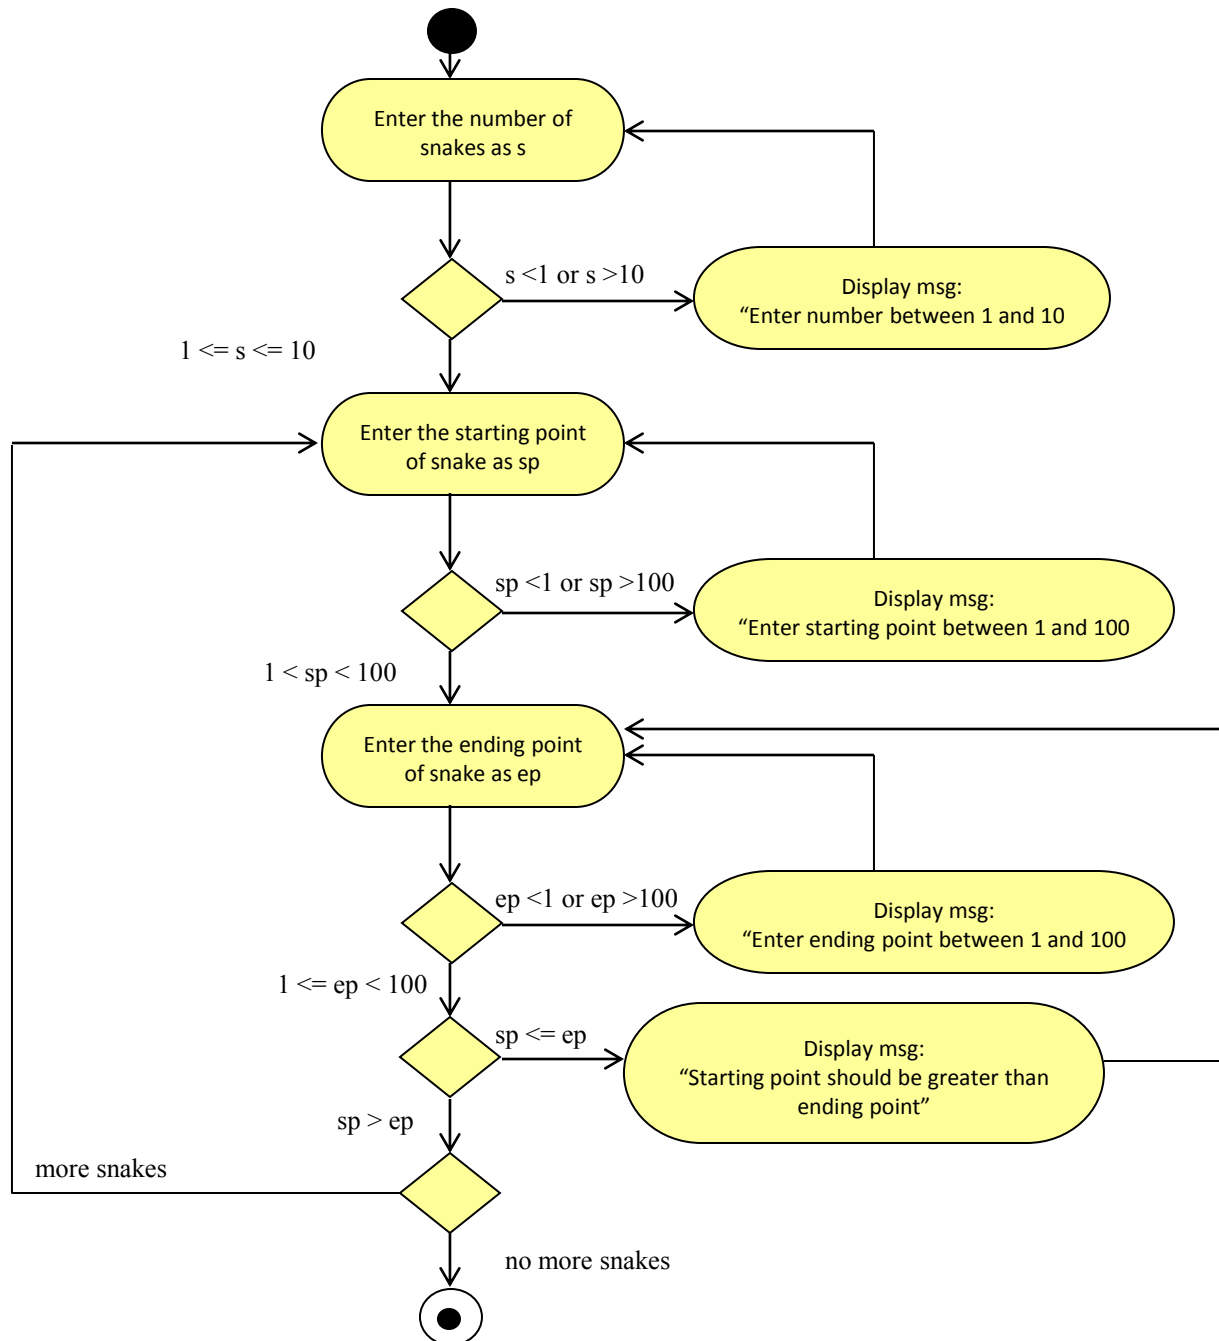 Enter the number of
snakes as s
s <1 or s >10
Display msg:
“Enter number between 1 and 10
1 <= s <= 10
Enter the starting point
of snake as sp
sp <1 or sp >100
Display msg:
“Enter starting point between 1 and 100
1 < sp < 100
Enter the ending point
of snake as ep
ep <1 or ep >100
Display msg:
“Enter ending point between 1 and 100
1 <= ep < 100
sp <= ep
Display msg:
“Starting point should be greater than
ending point”
sp > ep
more snakes
no more snakes